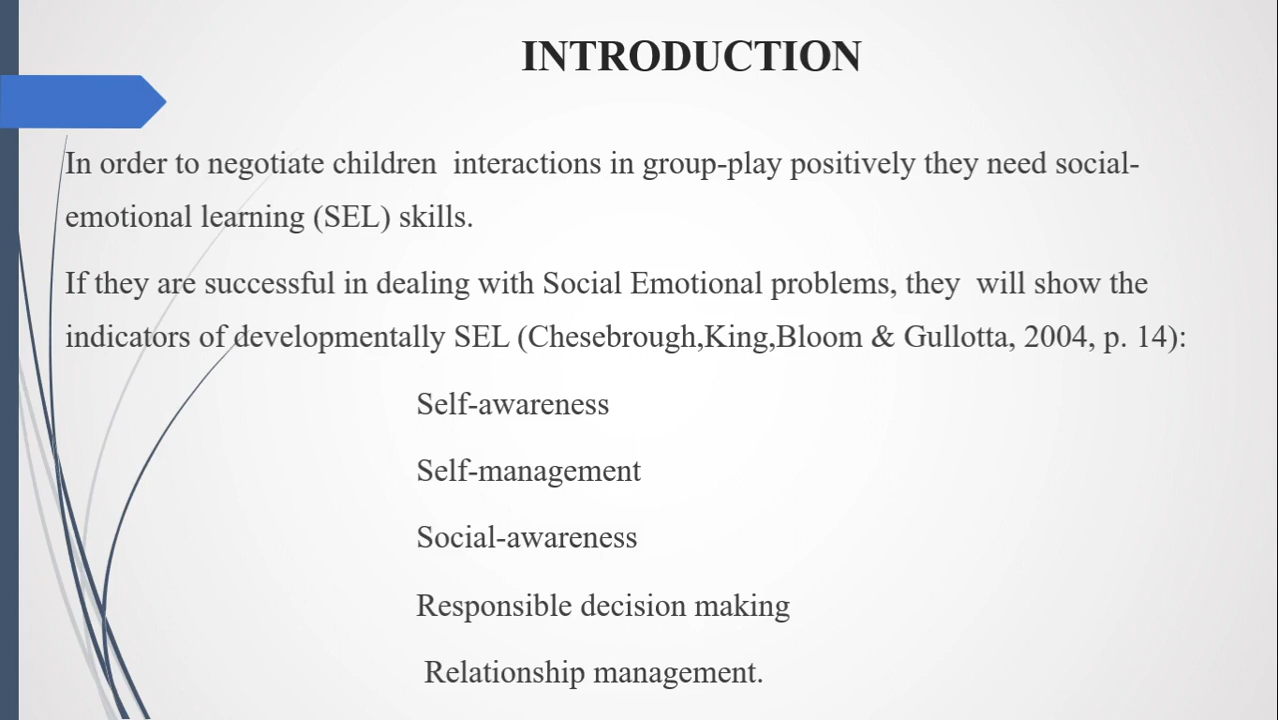 INTRODUCTION
In order to negotiate children  interactions in group-play positively they need social-
emotional learning (SEL) skills.
If they are successful in dealing with Social Emotional problems, they  will show the
indicators of developmentally SEL (Chesebrough,King,Bloom & Gullotta, 2004, p. 14):
Self-awareness
Self-management
Social-awareness
Responsible decision making
Relationship management.